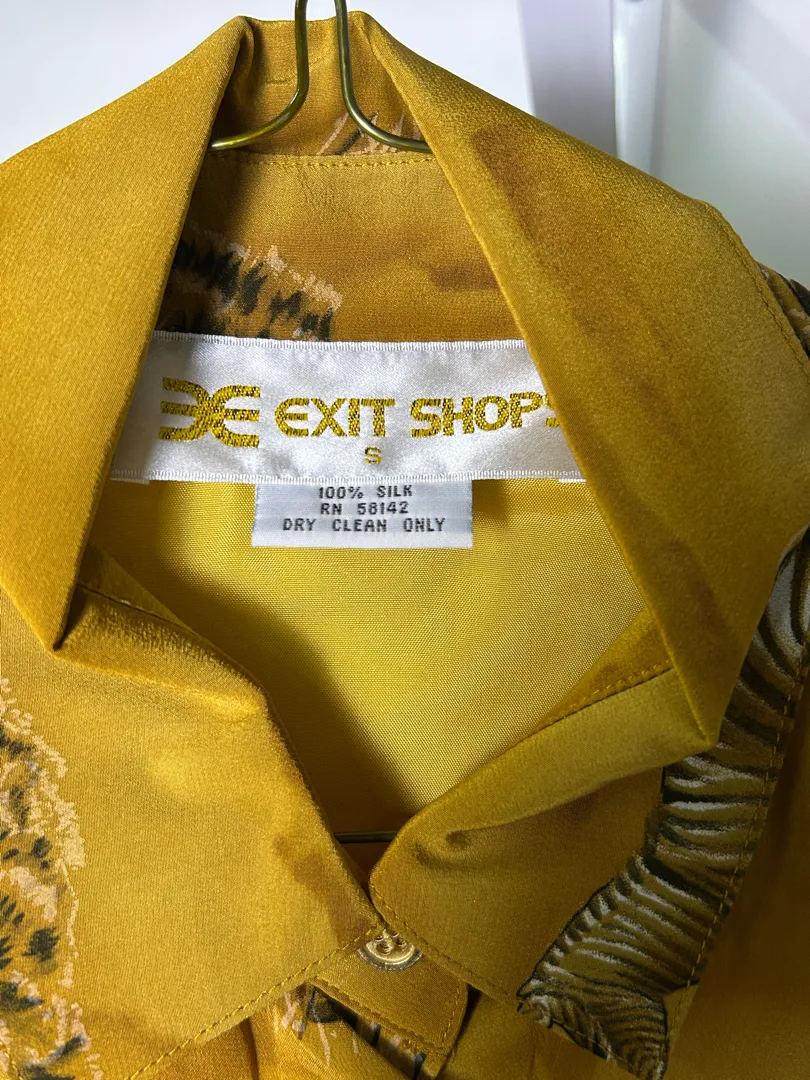 EXIT SHOPS
S
100% SILK
RN 58142
DRY CLEAN ONLY